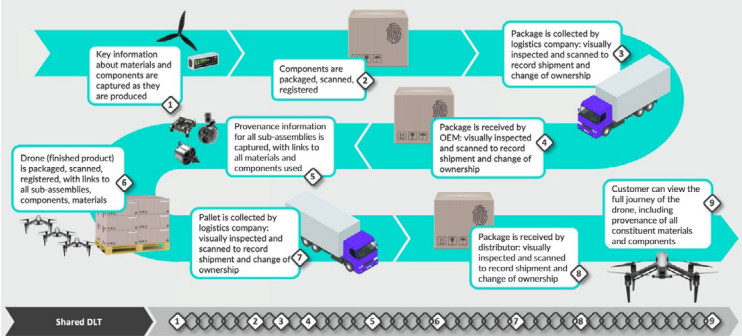 Key information
about materials and
components are
captured as they
are produced
1
Components are
packaged, scanned,
registered
2
Package is collected by
logistics company: visually
inspected and scanned to
record shipment and
change of ownership
3
Package is received by
OEM: visually inspected
and scanned to record
shipment and change of
ownership
4
Provenance information
for all sub-assemblies is
captured, with links to
all materials and
components used
5
Drone (finished product)
is packaged, scanned,
registered, with links to
all sub-assemblies,
components, materials
6
Pallet is collected by
logistics company:
visually inspected and
scanned to record
shipment and change of
ownership
7
Package is received by
distributor: visually
inspected and scanned
to record shipment and
change of ownership
8
Customer can view the
full journey of the
drone, including
provenance of all
constituent materials
and components
9
Shared DLT
1 2 3 4 5 6 7 8 9